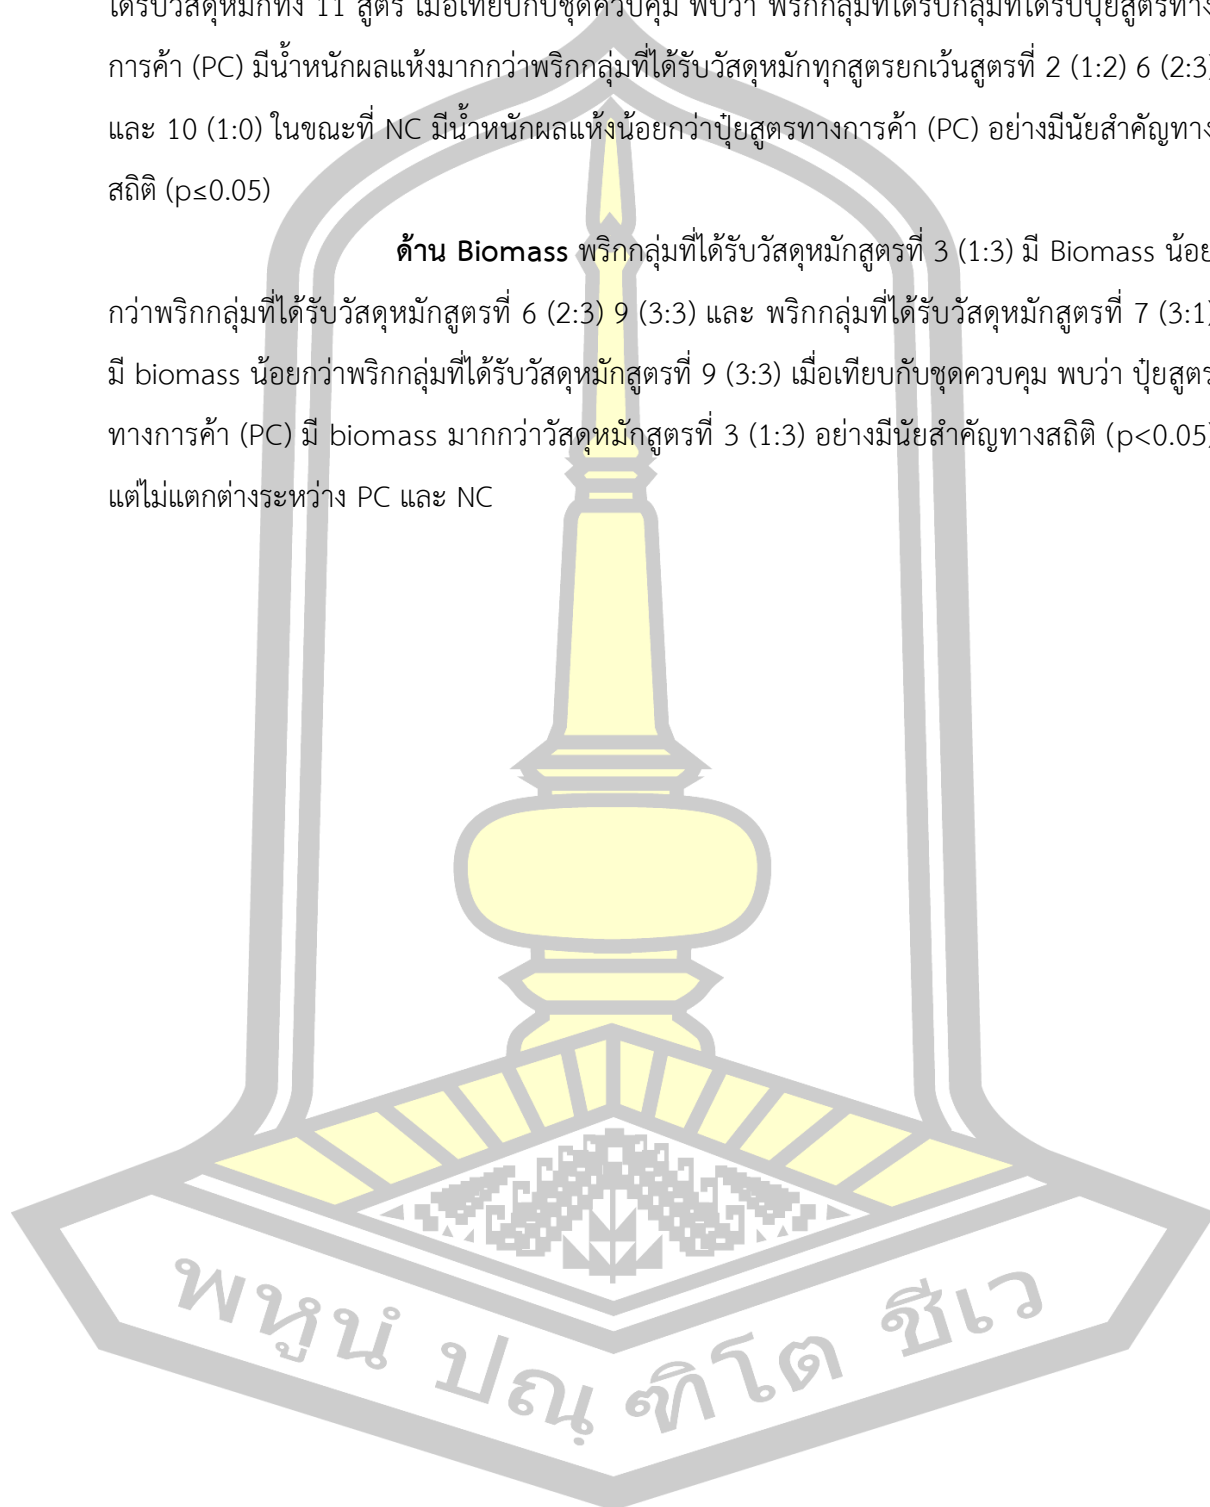 ได้รับวัสดุหมักทั้ง 11 สูตร เมื่อเทียบกับชุดควบคุม พบว่า พริกกลุ่มที่ได้รับกลุ่มที่ได้รับปุ๋ยสูตรทาง
การค้า (PC) มีน้ำหนักผลแห้งมากกว่าพริกกลุ่มที่ได้รับวัสดุหมักทุกสูตรยกเว้นสูตรที่ 2 (1:2) 6 (2:3)
และ 10 (1:0) ในขณะที่ NC มีน้ำหนักผลแห้งน้อยกว่าปุ๋ยสูตรทางการค้า (PC) อย่างมีนัยสำคัญทาง
สถิติ (p≤0.05)
ด้าน Biomass พริกกลุ่มที่ได้รับวัสดุหมักสูตรที่ 3 (1:3) มี Biomass น้อย
กว่าพริกกลุ่มที่ได้รับวัสดุหมักสูตรที่ 6 (2:3) 9 (3:3) และ พริกกลุ่มที่ได้รับวัสดุหมักสูตรที่ 7 (3:1)
มี biomass น้อยกว่าพริกกลุ่มที่ได้รับวัสดุหมักสูตรที่ 9 (3:3) เมื่อเทียบกับชุดควบคุม พบว่า ปุ๋ยสูตร
ทางการค้า (PC) มี biomass มากกว่าวัสดุหมักสูตรที่ 3 (1:3) อย่างมีนัยสำคัญทางสถิติ (p<0.05)
แต่ไม่แตกต่างระหว่าง PC และ NC
พหูนํ ปณฺฑิโต ชีเว